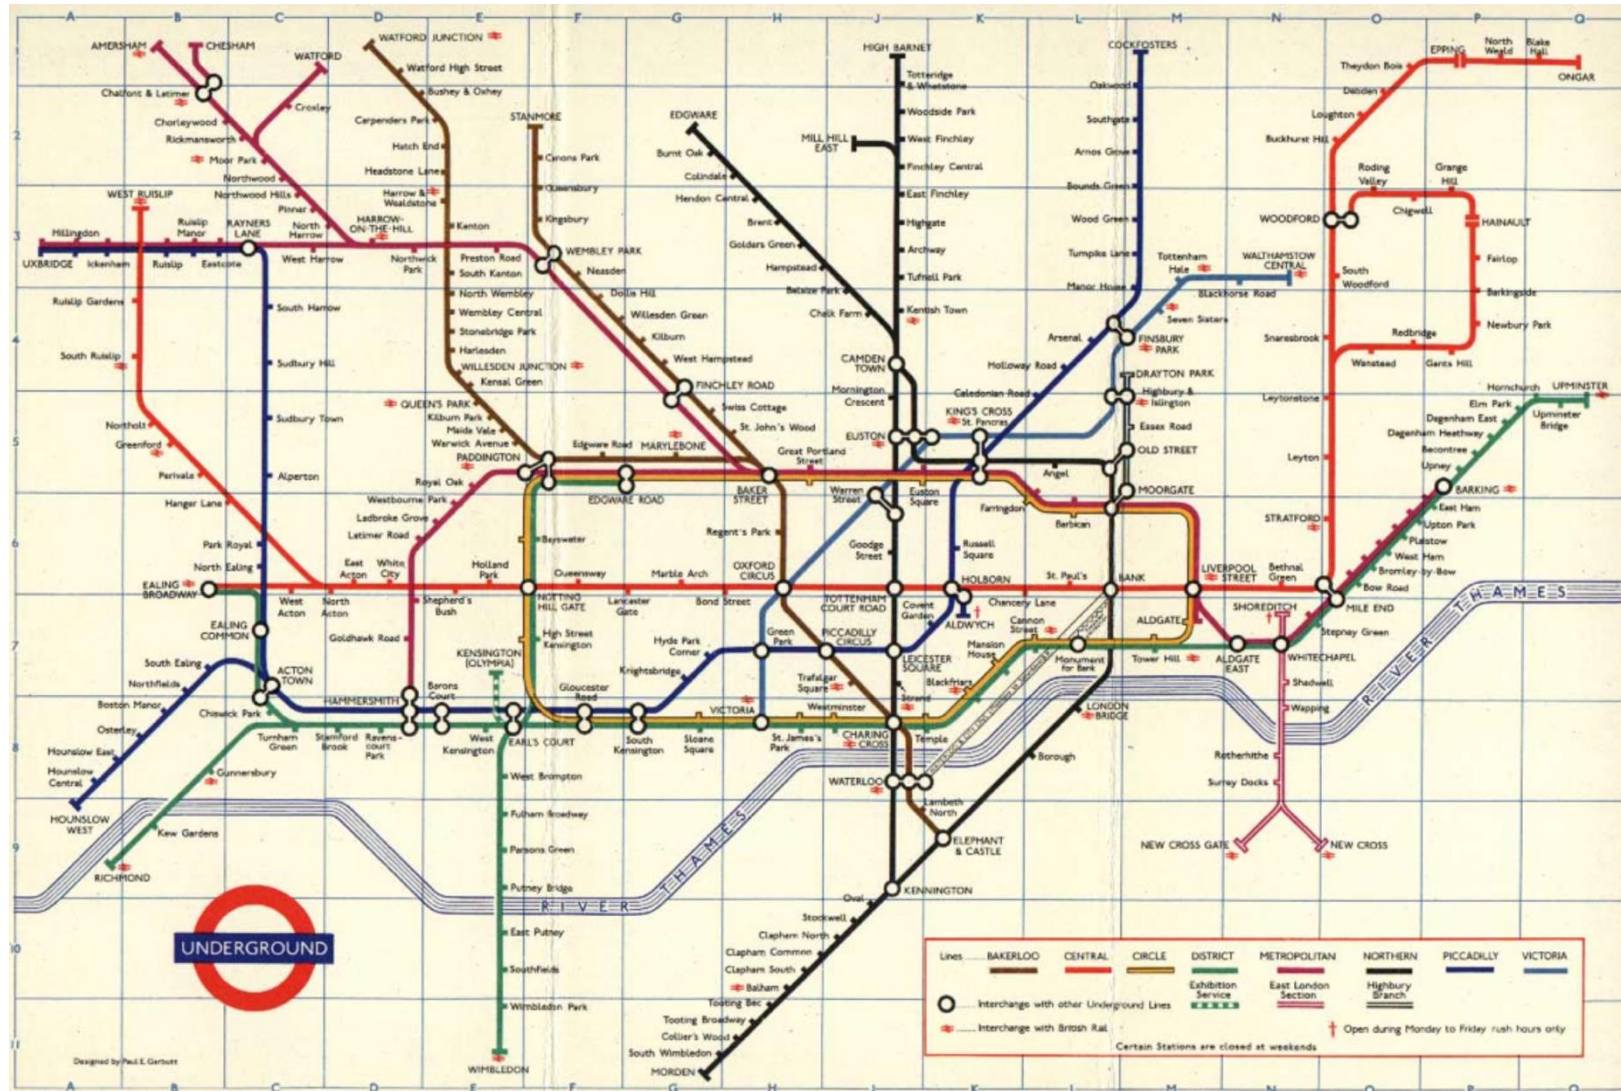 A B C D E F G H J K L M N O P Q
AMERSHAM
CHESHAM
WATFORD
Chalfont & Latimer
Croxley
Chorleywood
Rickmansworth
Moor Park
Northwood
Northwood Hills
Pinner
North
Harrow
HARROW-
ON-THE-HILL
WATFORD JUNCTION
Watford High Street
Bushey & Oxhey
Carpenders Park
Hatch End
Headstone Lane
Harrow &
Wealdstone
Kenton
Preston Road
South Kenton
North Wembley
Wembley Central
Stonebridge Park
Harlesden
WILLESDEN JUNCTION
Kensal Green
QUEEN'S PARK
Kilburn Park
Maida Vale
Warwick Avenue
PADDINGTON
STANMORE
Canons Park
Queensbury
Kingsbury
WEMBLEY PARK
Neasden
Dollis Hill
Willesden Green
Kilburn
West Hampstead
FINCHLEY ROAD
Swiss Cottage
St. John's Wood
EDGWARE
Burnt Oak
Colindale
Hendon Central
Brent
Golders Green
Hampstead
Belsize Park
Chalk Farm
MILL HILL
EAST
HIGH BARNET
Totteridge
& Whetstone
Woodside Park
West Finchley
Finchley Central
East Finchley
Highgate
Archway
Tufnell Park
Kentish Town
CAMDEN
TOWN
Mornington
Crescent
EUSTON
COCKFOSTERS
Oakwood
Southgate
Arnos Grove
Bounds Green
Wood Green
Turnpike Lane
Manor House
Arsenal
Holloway Road
Caledonian Road
KING'S CROSS
St. Pancras
Tottenham
Hale
WALTHAMSTOW
CENTRAL
Blackhorse Road
Seven Sisters
FINSBURY
PARK
DRAYTON PARK
Highbury &
Islington
Essex Road
OLD STREET
MOORGATE
Angel
EPPING
North
Weald
Blake
Hall
ONGAR
Theydon Bois
Debden
Loughton
Buckhurst Hill
Roding
Valley
Grange
Hill
Chigwell
WOODFORD
HAINAULT
Fairlop
Barkingside
Newbury Park
South
Woodford
Snaresbrook
Redbridge
Wanstead
Gants Hill
Leytonstone
Leyton
STRATFORD
Hornchurch
UPMINSTER
Elm Park
Upminster
Bridge
Dagenham East
Dagenham Heathway
Becontree
Upney
BARKING
East Ham
Upton Park
Plaistow
West Ham
Bromley-by-Bow
Bow Road
MILE END
Stepney Green
WEST RUISLIP
Hillingdon
Ruislip
Manor
RAYNERS
LANE
UXBRIDGE
Ickenham
Ruislip
Eastcote
West Harrow
Northwick
Park
Ruislip Gardens
South Harrow
South Ruislip
Sudbury Hill
Sudbury Town
Northolt
Greenford
Perivale
Alperton
Hanger Lane
Park Royal
North Ealing
EALING
BROADWAY
West
Acton
North
Acton
East
Acton
White
City
Shepherd's
Bush
Holland
Park
NOTTING
HILL GATE
Queensway
Lancaster
Gate
Marble Arch
Bond Street
OXFORD
CIRCUS
TOTTENHAM
COURT ROAD
HOLBORN
Chancery Lane
St. Paul's
BANK
LIVERPOOL
STREET
Bethnal
Green
Royal Oak
Westbourne Park
Ladbroke Grove
Latimer Road
Goldhawk Road
Edgware Road
MARYLEBONE
EDGWARE ROAD
BAKER
STREET
Great Portland
Street
Warren
Street
Euston
Square
Farringdon
Barbican
Regent's Park
Goodge
Street
Russell
Square
Bayswater
High Street
Kensington
KENSINGTON
(OLYMPIA)
EALING
COMMON
South Ealing
Northfields
Boston Manor
Osterley
Hounslow East
Hounslow
Central
HOUNSLOW
WEST
ACTON
TOWN
Chiswick Park
Turnham
Green
Stamford
Brook
Ravens-
court
Park
HAMMERSMITH
Barons
Court
West
Kensington
EARL'S COURT
Gloucester
Road
South
Kensington
Sloane
Square
Knightsbridge
Hyde Park
Corner
Green
Park
PICCADILLY
CIRCUS
LEICESTER
SQUARE
Covent
Garden
ALDWYCH
VICTORIA
St. James's
Park
Westminster
Trafalgar
Square
Strand
CHARING
CROSS
Temple
Blackfriars
Mansion
House
Cannon
Street
Monument
for Bank
Tower Hill
ALDGATE
ALDGATE
EAST
SHOREDITCH
WHITECHAPEL
Shadwell
Wapping
Rotherhithe
Surrey Docks
NEW CROSS GATE
NEW CROSS
Gunnersbury
Kew Gardens
RICHMOND
West Brompton
Fulham Broadway
Parsons Green
Putney Bridge
East Putney
Southfields
Wimbledon Park
WIMBLEDON
WATERLOO
Lambeth
North
ELEPHANT
& CASTLE
LONDON
BRIDGE
Borough
KENNINGTON
Oval
Stockwell
Clapham North
Clapham Common
Clapham South
Balham
Tooting Bec
Tooting Broadway
Collier's Wood
South Wimbledon
MORDEN
RIVER THAMES
RIVER THAMES
UNDERGROUND
Lines
BAKERLOO
CENTRAL
CIRCLE
DISTRICT
METROPOLITAN
NORTHERN
PICCADILLY
VICTORIA
Exhibition
Service
East London
Section
Highbury
Branch
Interchange with other Underground Lines
Interchange with British Rail
† Open during Monday to Friday rush hours only
Certain Stations are closed at weekends
Designed by Paul E. Garbutt
1
2
3
4
5
6
7
8
9
10
11